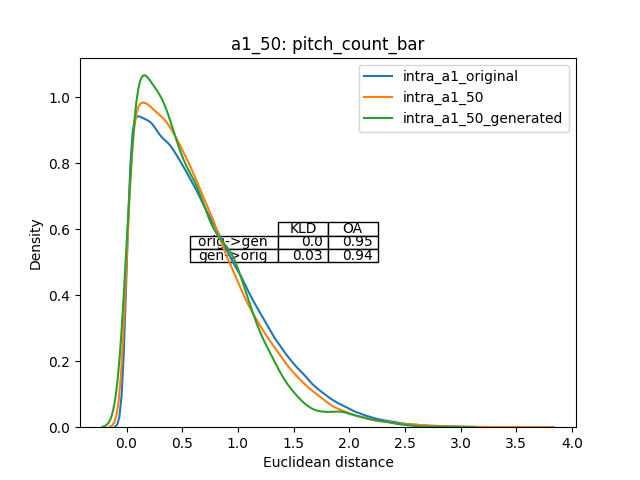 a1_50: pitch_count_bar
intra_a1_original
intra_a1_50
intra_a1_50_generated
KLD OA
orig->gen 0.0 0.95
gen->orig 0.03 0.94
Density
1.0
0.8
0.6
0.4
0.2
0.0
0.0 0.5 1.0 1.5 2.0 2.5 3.0 3.5 4.0
Euclidean distance